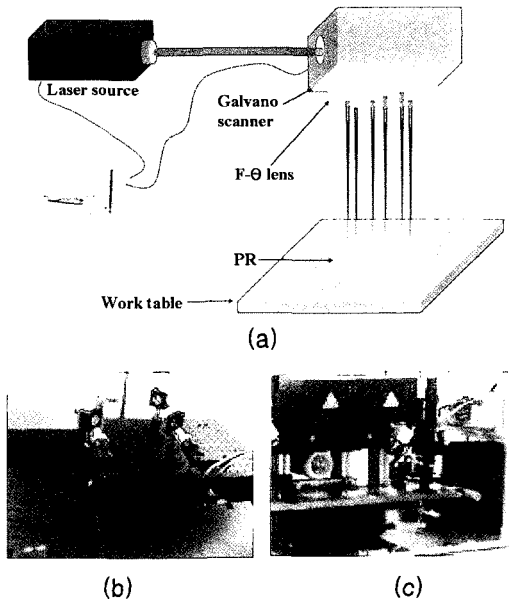 Laser source
Galvano
scanner
F-Θ lens
PR
Work table
(a)
(b)
(c)